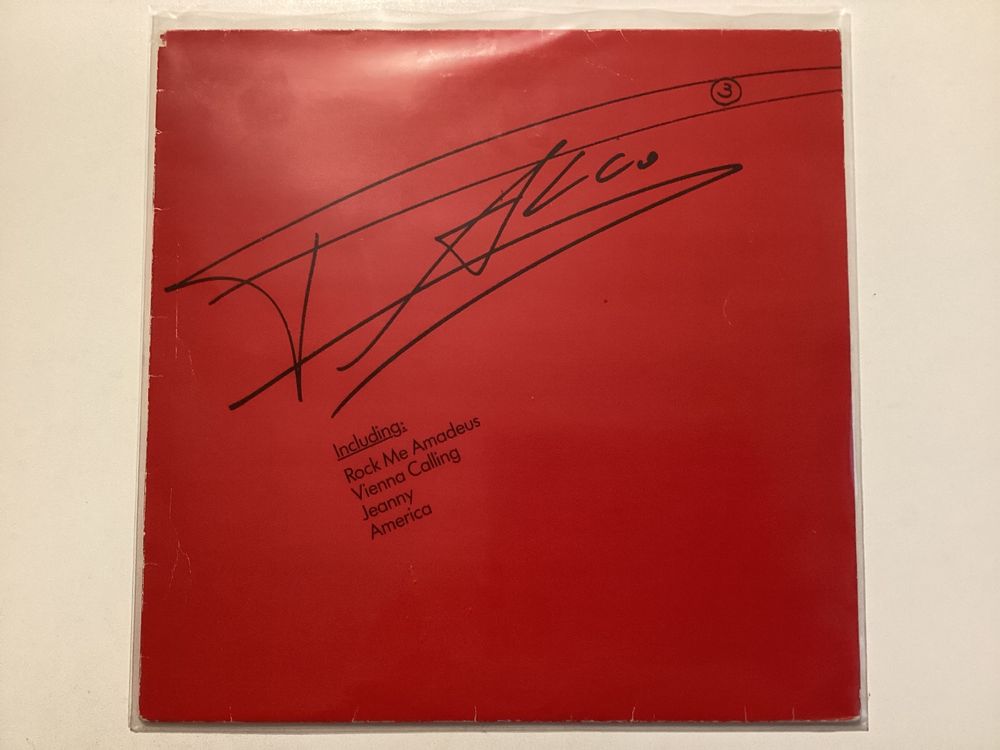 3
FALCO
Including:
Rock Me Amadeus
Vienna Calling
Jeanny
America